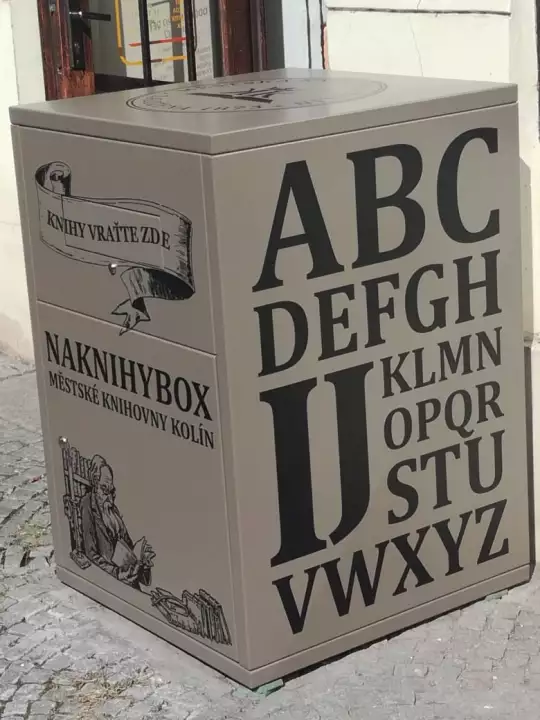 KNIHY VRAŤTE ZDE
NAKNIHYBOX
MĚSTSKÉ KNIHOVNY KOLÍN
ABC
DEFGH
IJ
KLMN
OPQR
STU
VWXYZ